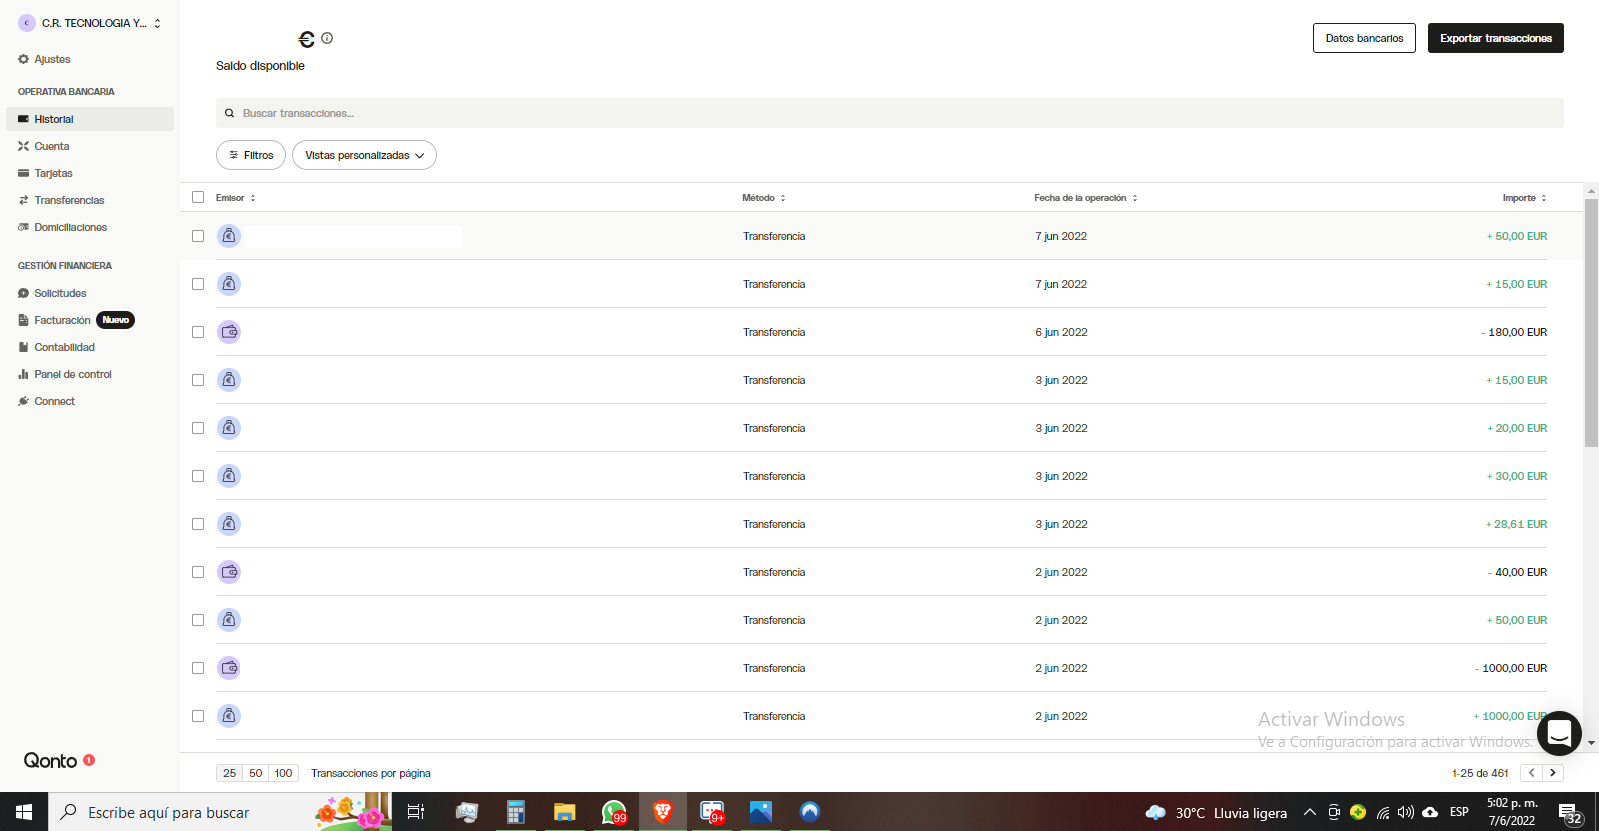 C C.R. TECNOLOGIA Y...
Ajustes
OPERATIVA BANCARIA
Historial
Cuenta
Tarjetas
Transferencias
Domiciliaciones
GESTIÓN FINANCIERA
Solicitudes
Facturación Nuevo
Contabilidad
Panel de control
Connect
Qonto 1
€
Saldo disponible
Datos bancarios
Exportar transacciones
Buscar transacciones...
Filtros
Vistas personalizadas
Emisor Método Fecha de la operación Importe
Transferencia 7 jun 2022 + 50,00 EUR
Transferencia 7 jun 2022 + 15,00 EUR
Transferencia 6 jun 2022 - 180,00 EUR
Transferencia 3 jun 2022 + 15,00 EUR
Transferencia 3 jun 2022 + 20,00 EUR
Transferencia 3 jun 2022 + 30,00 EUR
Transferencia 3 jun 2022 + 28,61 EUR
Transferencia 2 jun 2022 - 40,00 EUR
Transferencia 2 jun 2022 + 50,00 EUR
Transferencia 2 jun 2022 - 1000,00 EUR
Transferencia 2 jun 2022 + 1000,00 EUR
Activar Windows
Ve a Configuración para activar Windows.
25 50 100 Transacciones por página
1-25 de 461
Escribe aquí para buscar
99
9+
30°C Lluvia ligera
ESP
5:02 p. m.
7/6/2022
32